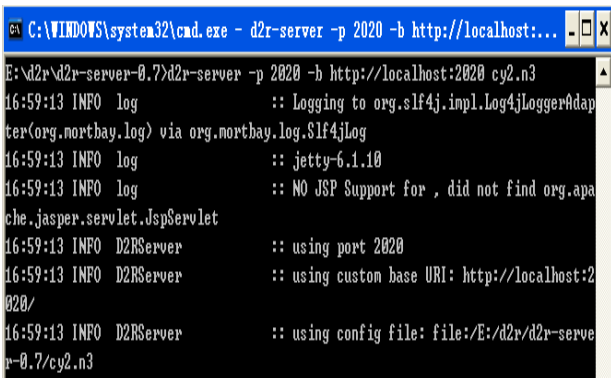 C:\WINDOWS\system32\cmd.exe - d2r-server -p 2020 -b http://localhost:...
E:\d2r\d2r-server-0.7>d2r-server -p 2020 -b http://localhost:2020 cy2.n3
16:59:13 INFO  log                  :: Logging to org.slf4j.impl.Log4jLoggerAdap
ter(org.mortbay.log) via org.mortbay.log.Slf4jLog
16:59:13 INFO  log                  :: jetty-6.1.10
16:59:13 INFO  log                  :: NO JSP Support for , did not find org.apa
che.jasper.servlet.JspServlet
16:59:13 INFO  D2RServer            :: using port 2020
16:59:13 INFO  D2RServer            :: using custom base URI: http://localhost:2
020/
16:59:13 INFO  D2RServer            :: using config file: file:/E:/d2r/d2r-serve
r-0.7/cy2.n3